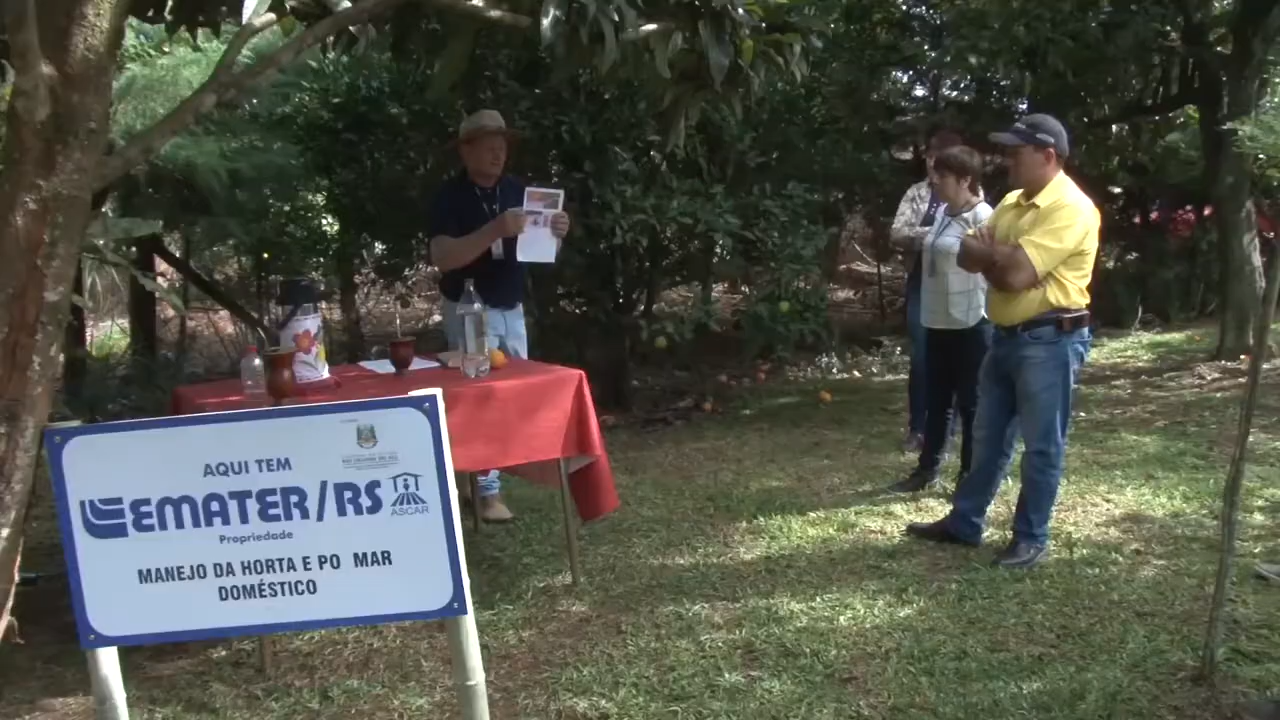 AQUI TEM
EMATER/RS
ASCAR
Propriedade
MANEJO DA HORTA E PO MAR
DOMÉSTICO